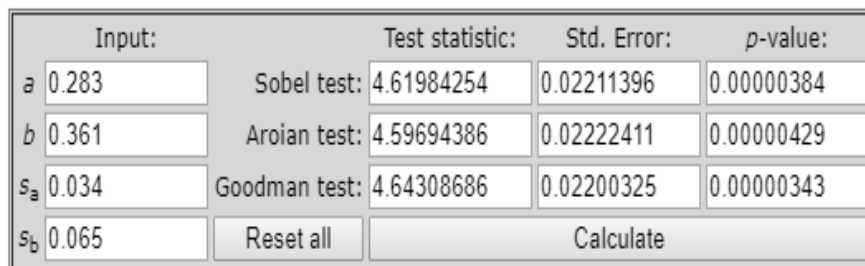 Input: Test statistic: Std. Error: p-value:
a 0.283 Sobel test: 4.61984254 0.02211396 0.00000384
b 0.361 Aroian test: 4.59694386 0.02222411 0.00000429
sa 0.034 Goodman test: 4.64308686 0.02200325 0.00000343
sb 0.065 Reset all Calculate